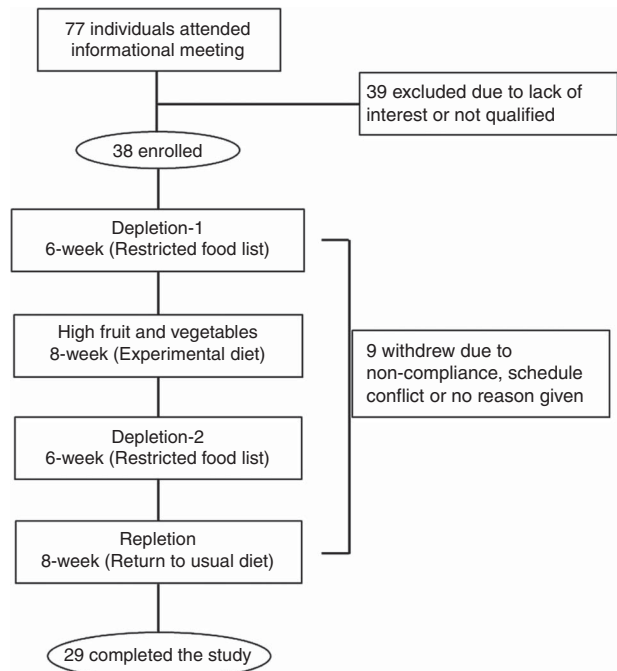 77 individuals attended
informational meeting
39 excluded due to lack of
interest or not qualified
38 enrolled
Depletion-1
6-week (Restricted food list)
High fruit and vegetables
8-week (Experimental diet)
9 withdrew due to
non-compliance, schedule
conflict or no reason given
Depletion-2
6-week (Restricted food list)
Repletion
8-week (Return to usual diet)
29 completed the study